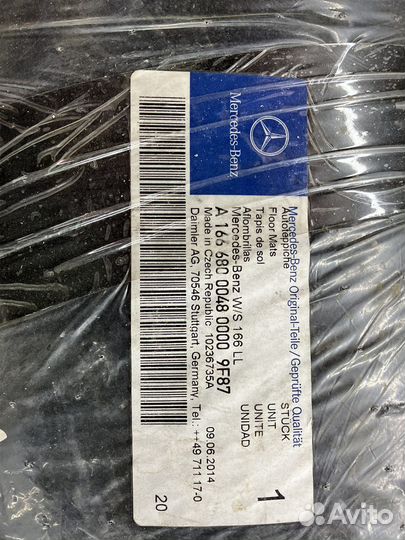 Mercedes-Benz
Mercedes-Benz Original-Teile / Geprüfte Qualität
Autoteppiche STUCK
Floor Mats UNIT
Tapis de sol UNITE
Alfombrillas UNIDAD
1
Mercedes-Benz W/S 166 LL
A 166 680 0048 0000 9F87
Made in Czech Republic 10236735A 09.06.2014
Daimler AG, 70546 Stuttgart, Germany, Tel.: ++49 711 17-0
20
Avito